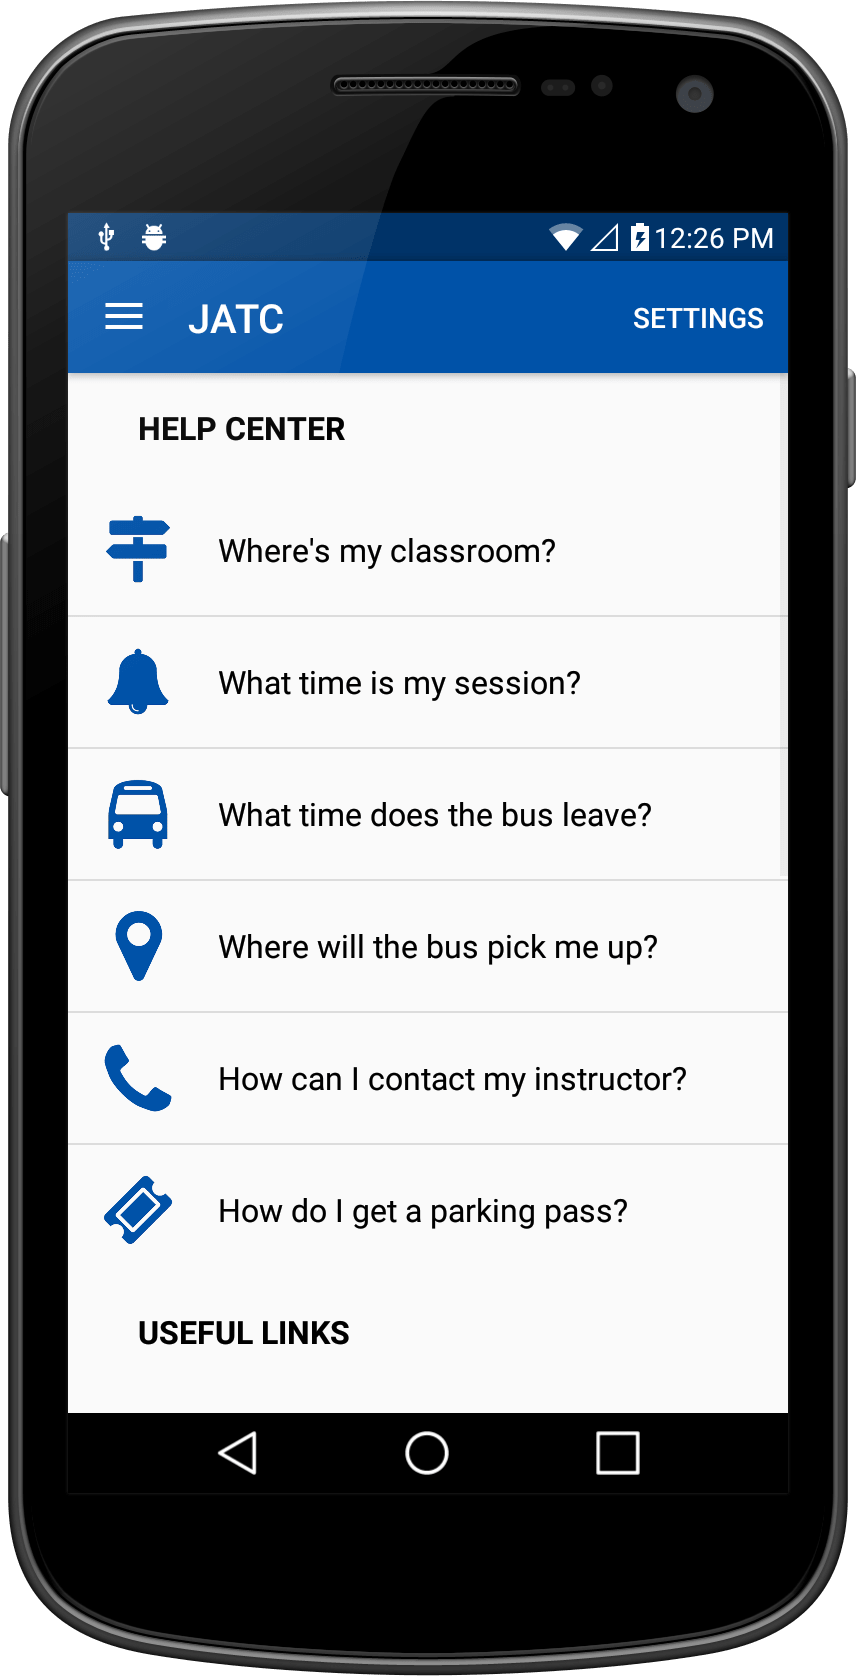 12:26 PM
JATC
SETTINGS
HELP CENTER
Where's my classroom?
What time is my session?
What time does the bus leave?
Where will the bus pick me up?
How can I contact my instructor?
How do I get a parking pass?
USEFUL LINKS